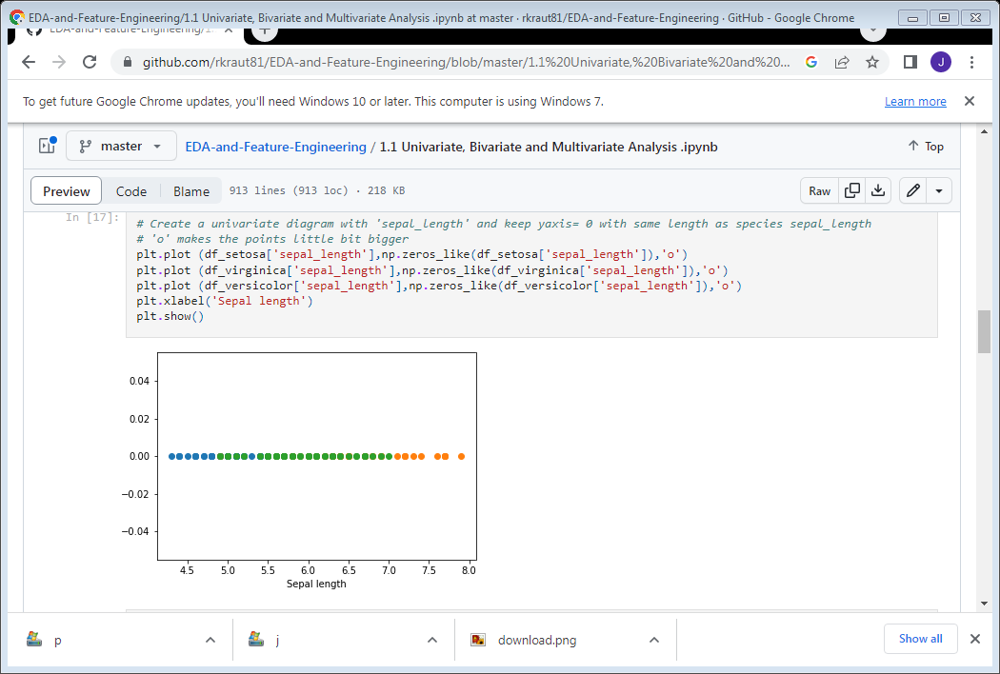 EDA-and-Feature-Engineering/1.1 Univariate, Bivariate and Multivariate Analysis .ipynb at master · rkraut81/EDA-and-Feature-Engineering · GitHub - Google Chrome
EDA-and-Feature-Engineering/1.
github.com/rkraut81/EDA-and-Feature-Engineering/blob/master/1.1%20Univariate,%20Bivariate%20and%20...
J
To get future Google Chrome updates, you'll need Windows 10 or later. This computer is using Windows 7.
Learn more
master
EDA-and-Feature-Engineering / 1.1 Univariate, Bivariate and Multivariate Analysis .ipynb
Top
Preview
Code
Blame
913 lines (913 loc) · 218 KB
Raw
In [17]:
# Create a univariate diagram with 'sepal_length' and keep yaxis= 0 with same length as species sepal_length
# 'o' makes the points little bit bigger
plt.plot (df_setosa['sepal_length'],np.zeros_like(df_setosa['sepal_length']),'o')
plt.plot (df_virginica['sepal_length'],np.zeros_like(df_virginica['sepal_length']),'o')
plt.plot (df_versicolor['sepal_length'],np.zeros_like(df_versicolor['sepal_length']),'o')
plt.xlabel('Sepal length')
plt.show()
0.04
0.02
0.00
−0.02
−0.04
4.5 5.0 5.5 6.0 6.5 7.0 7.5 8.0
Sepal length
p
j
download.png
Show all